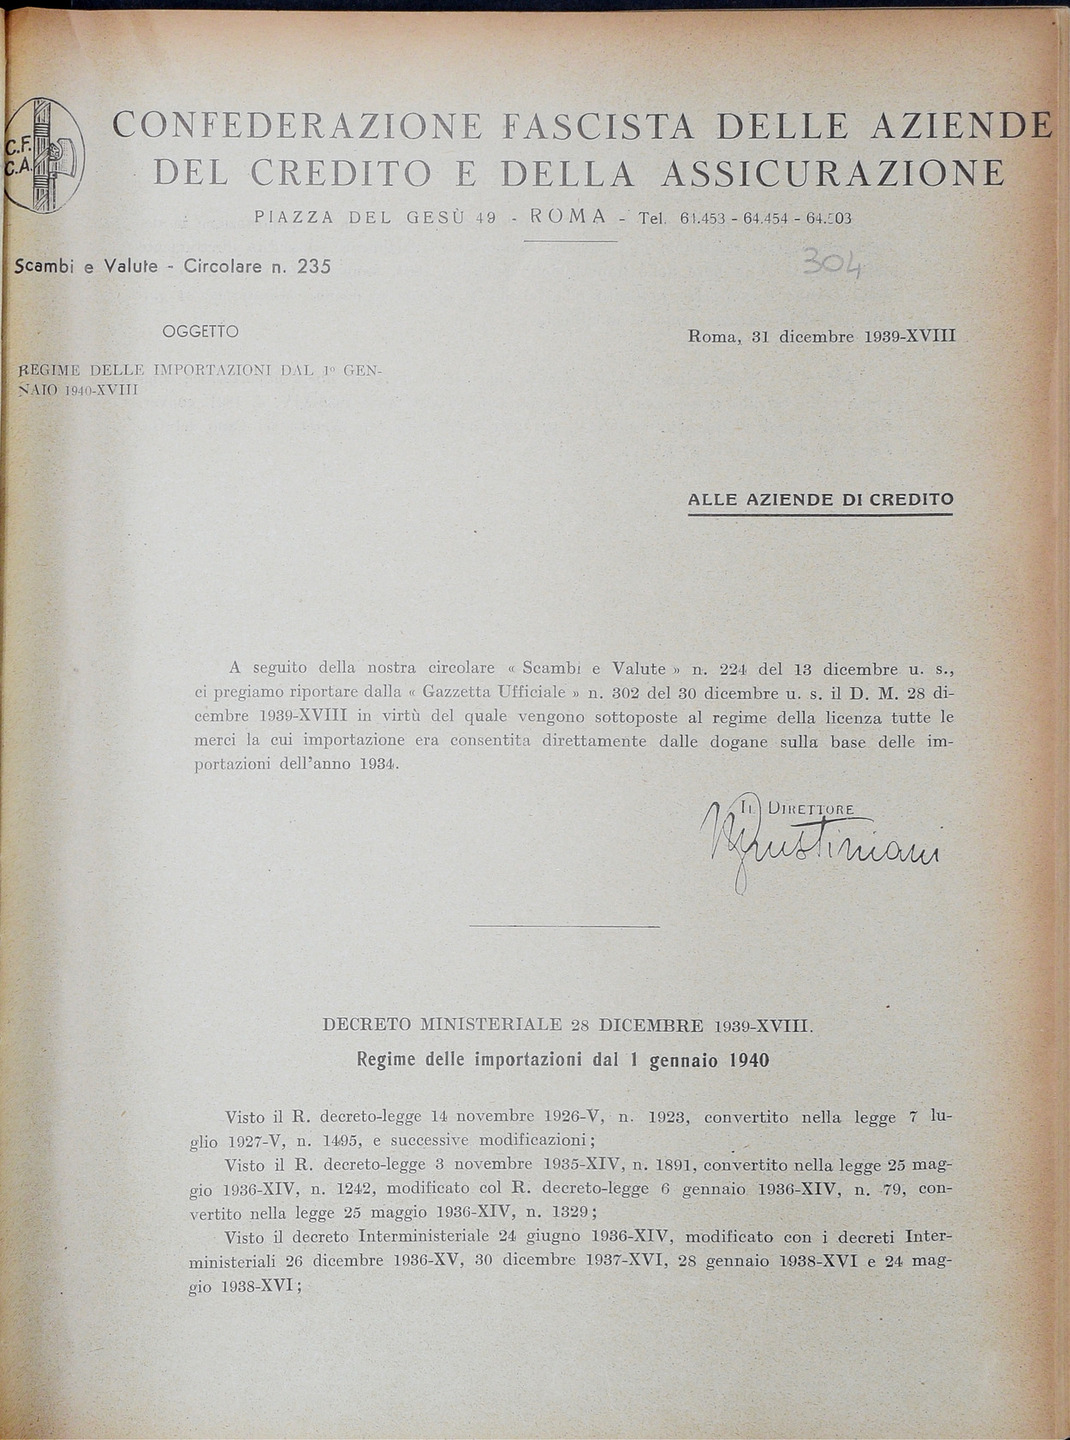 C.F.
C.A.
CONFEDERAZIONE FASCISTA DELLE AZIENDE
DEL CREDITO E DELLA ASSICURAZIONE
PIAZZA DEL GESÙ 49 - ROMA - Tel. 61.453 - 64.454 - 64.503
Scambi e Valute - Circolare n. 235
304
OGGETTO
Roma, 31 dicembre 1939-XVIII
REGIME DELLE IMPORTAZIONI DAL 1º GEN-
NAIO 1940-XVIII
ALLE AZIENDE DI CREDITO
A seguito della nostra circolare « Scambi e Valute » n. 224 del 13 dicembre u. s.,
ci pregiamo riportare dalla « Gazzetta Ufficiale » n. 302 del 30 dicembre u. s. il D. M. 28 di-
cembre 1939-XVIII in virtù del quale vengono sottoposte al regime della licenza tutte le
merci la cui importazione era consentita direttamente dalle dogane sulla base delle im-
portazioni dell'anno 1934.
IL DIRETTORE
Giustiniani
DECRETO MINISTERIALE 28 DICEMBRE 1939-XVIII.
Regime delle importazioni dal 1 gennaio 1940
Visto il R. decreto-legge 14 novembre 1926-V, n. 1923, convertito nella legge 7 lu-
glio 1927-V, n. 1495, e successive modificazioni;
Visto il R. decreto-legge 3 novembre 1935-XIV, n. 1891, convertito nella legge 25 mag-
gio 1936-XIV, n. 1242, modificato col R. decreto-legge 6 gennaio 1936-XIV, n. 79, con-
vertito nella legge 25 maggio 1936-XIV, n. 1329;
Visto il decreto Interministeriale 24 giugno 1936-XIV, modificato con i decreti Inter-
ministeriali 26 dicembre 1936-XV, 30 dicembre 1937-XVI, 28 gennaio 1938-XVI e 24 mag-
gio 1938-XVI;